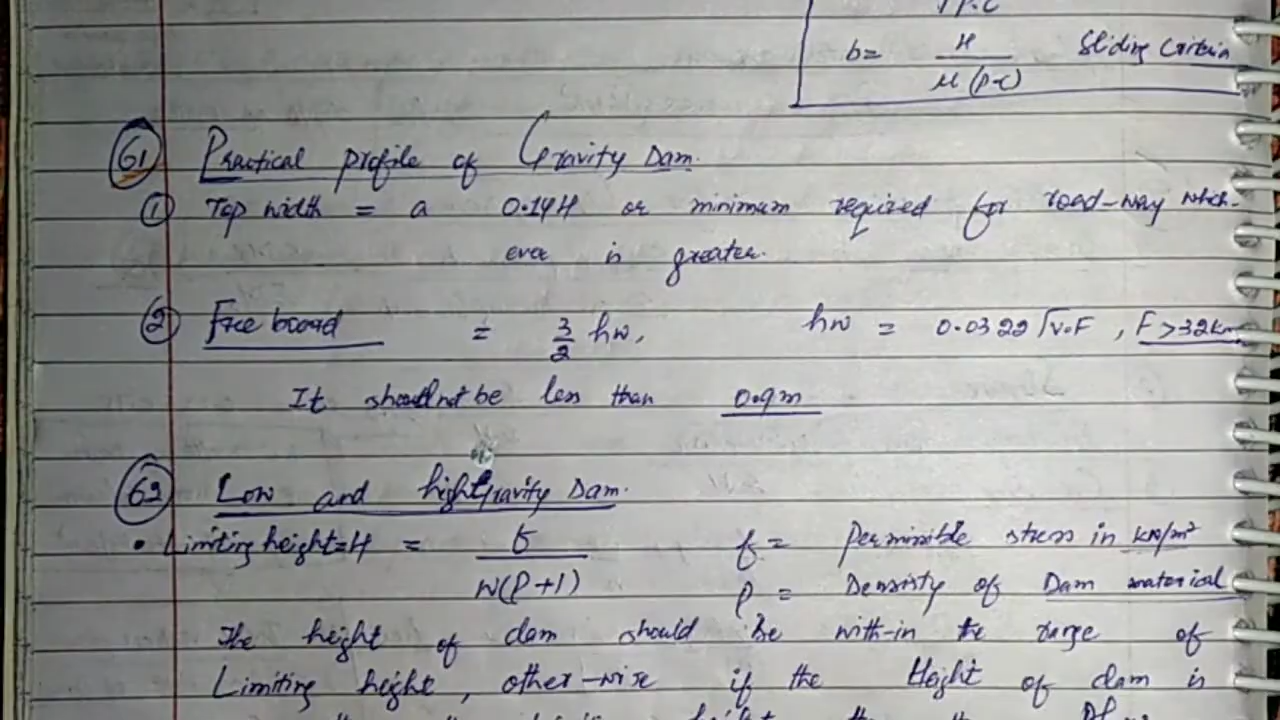 √P-C
b= H / μ(P-C) Sliding Criteria
61 Practical profile of Gravity Dam.
① Top width = a 0.14H or minimum required for road-way which-
ever is greater.
② Free board = 3/2 hw, hw = 0.0322√V.F , F>32km
It should not be less than 0.9m
62 Low and high Gravity Dam.
• Limiting height=H = f / W(P+1) f = Permissible stress in kN/m²
P = Density of Dam material
The height of dam should be with-in the range of
Limiting height, other-wise if the Height of dam is